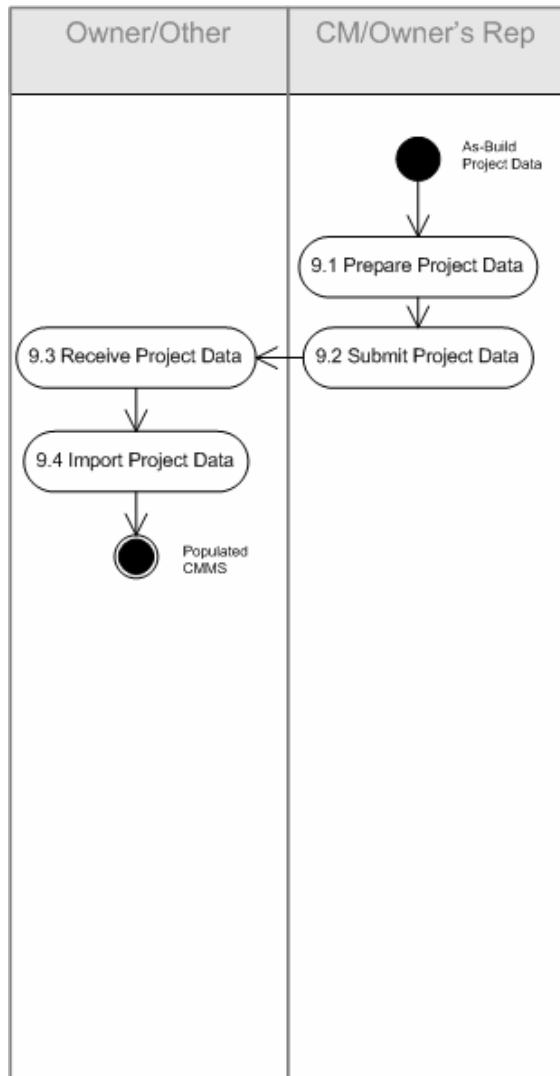 Owner/Other
CM/Owner's Rep
As-Build
Project Data
9.1 Prepare Project Data
9.2 Submit Project Data
9.3 Receive Project Data
9.4 Import Project Data
Populated
CMMS